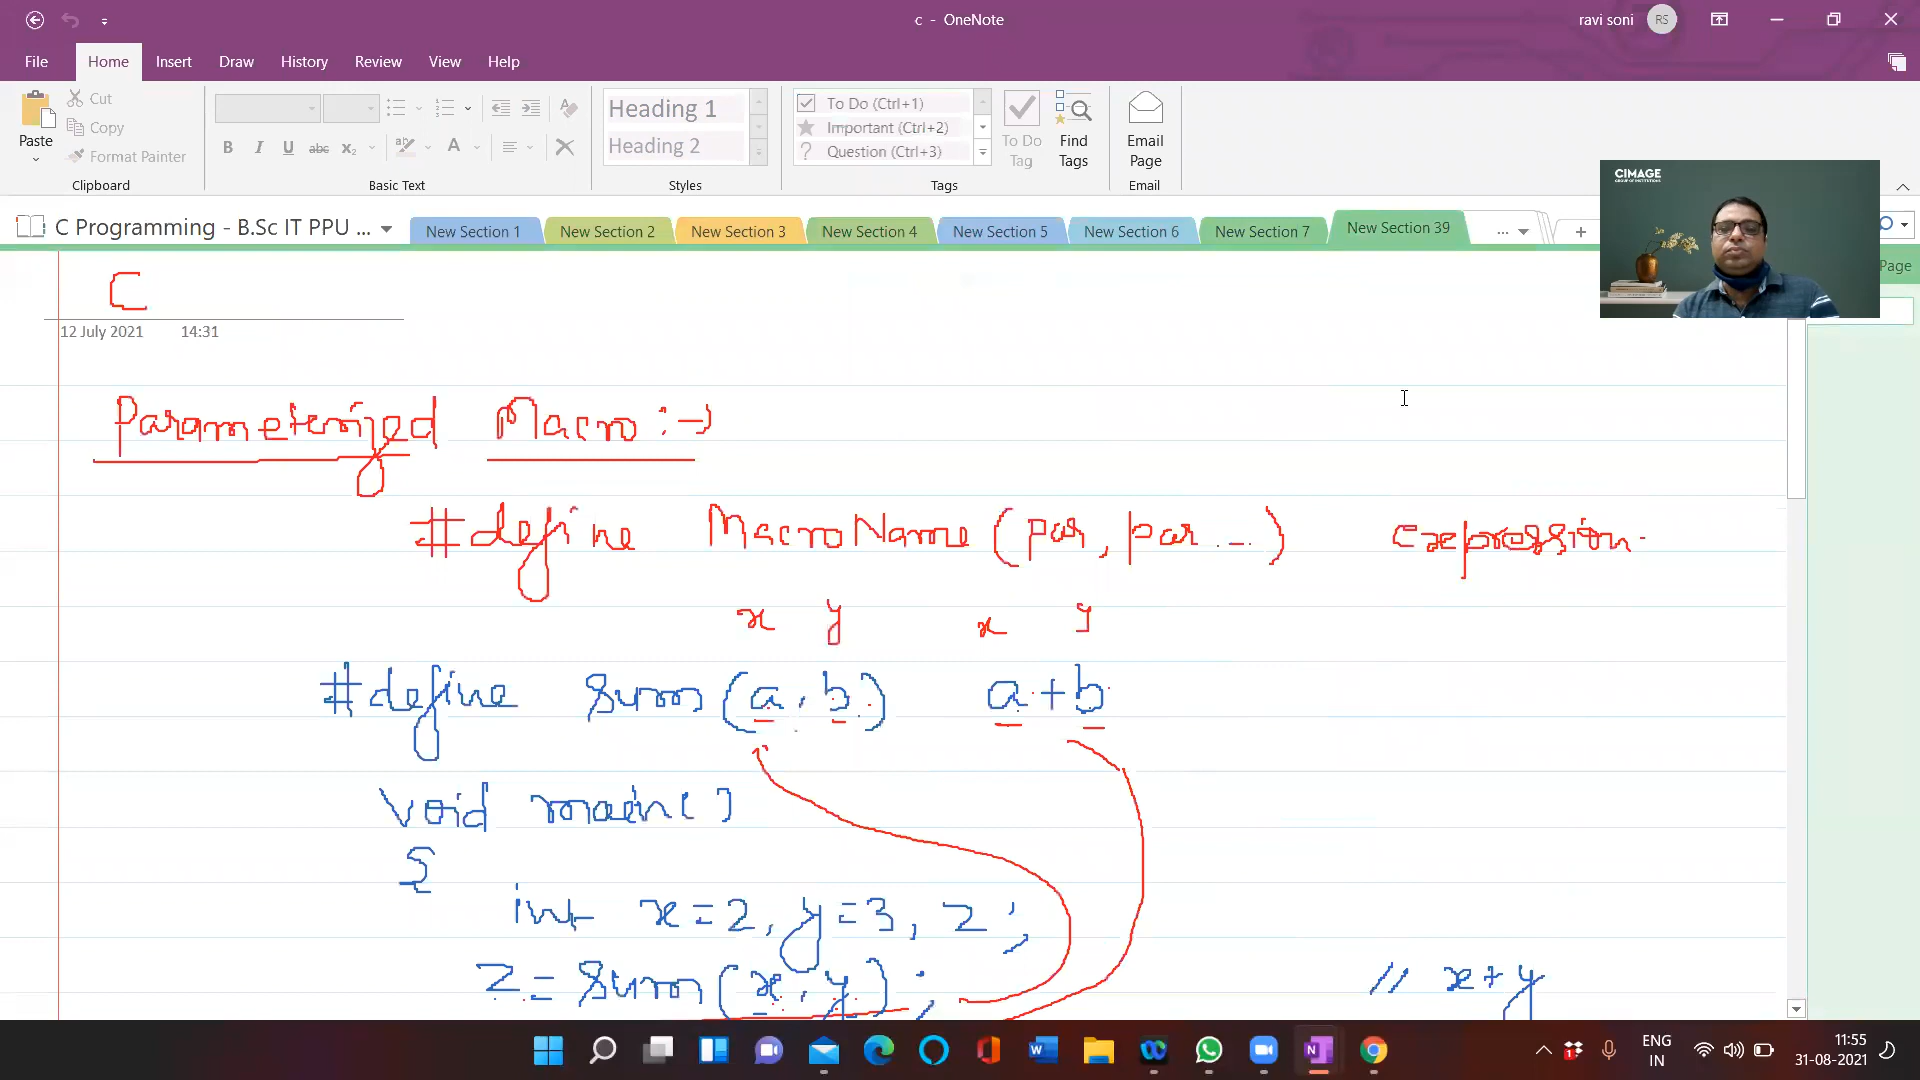 c - OneNote
ravi soni RS
File Home Insert Draw History Review View Help
Paste
Cut
Copy
Format Painter
Clipboard
B I U abc x₂ A
Basic Text
Heading 1
Heading 2
Styles
To Do (Ctrl+1)
Important (Ctrl+2)
Question (Ctrl+3)
To Do Tag
Find Tags
Tags
Email Page
Email
CIMAGE
C Programming - B.Sc IT PPU ...
New Section 1 New Section 2 New Section 3 New Section 4 New Section 5 New Section 6 New Section 7 New Section 39 ...
Page
C
12 July 2021 14:31
Parameterized Macro :→
#define MacroName (par, par ...) expression
x y x y
#define Sum (a, b) a+b
void main()
{
int x=2, y=3, z;
z = Sum(x, y); // x+y
ENG
IN
11:55
31-08-2021